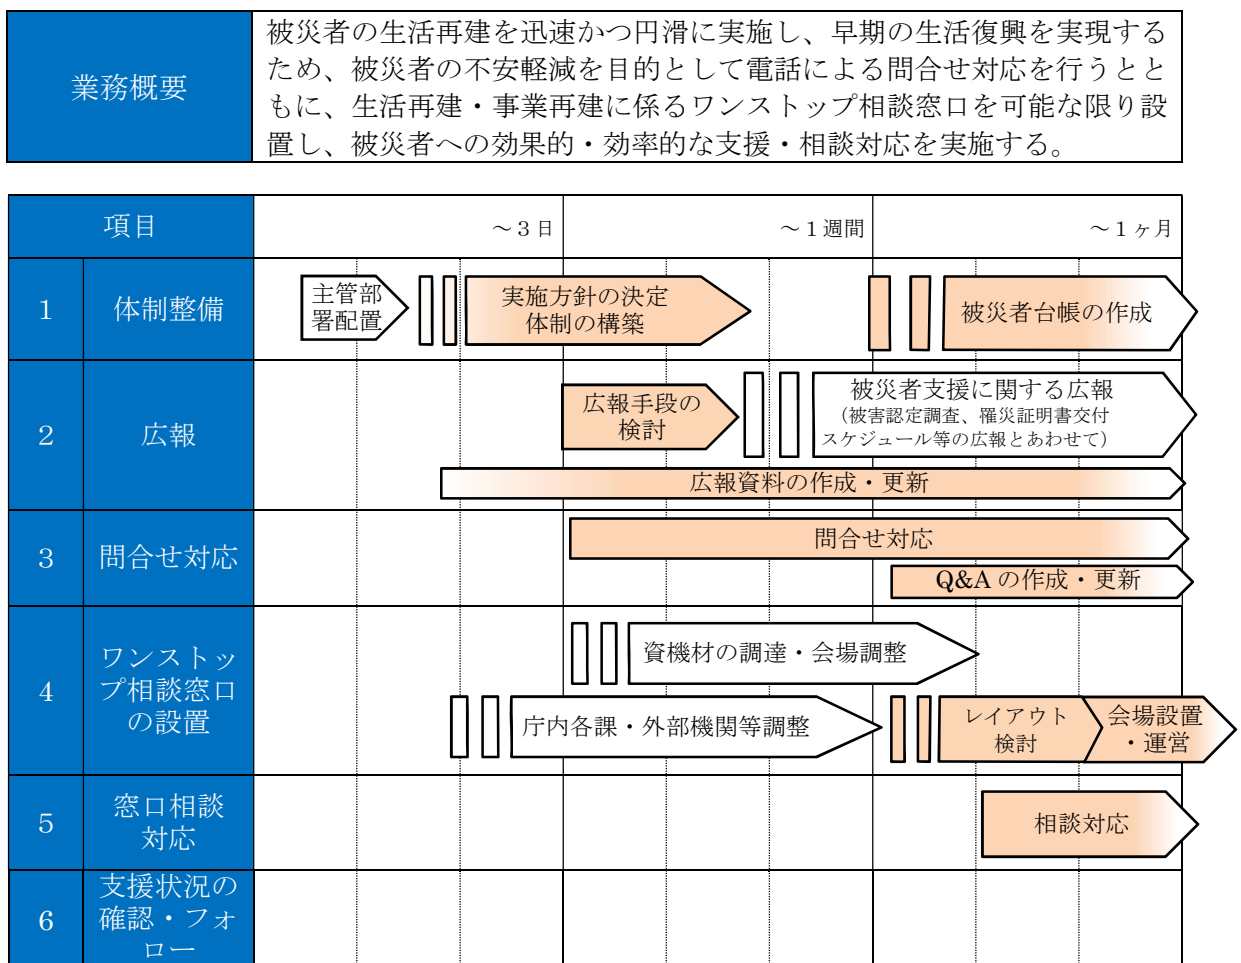 業務概要
被災者の生活再建を迅速かつ円滑に実施し、早期の生活復興を実現する
ため、被災者の不安軽減を目的として電話による問合せ対応を行うとと
もに、生活再建・事業再建に係るワンストップ相談窓口を可能な限り設
置し、被災者への効果的・効率的な支援・相談対応を実施する。
項目
～３日
～１週間
～１ヶ月
1
体制整備
主管部
署配置
実施方針の決定
体制の構築
被災者台帳の作成
2
広報
広報手段の
検討
被災者支援に関する広報
（被害認定調査、罹災証明書交付
スケジュール等の広報とあわせて）
広報資料の作成・更新
3
問合せ対応
問合せ対応
Q&A の作成・更新
4
ワンストッ
プ相談窓口
の設置
資機材の調達・会場調整
庁内各課・外部機関等調整
レイアウト
検討
会場設置
・運営
5
窓口相談
対応
相談対応
6
支援状況の
確認・フォ
ロー